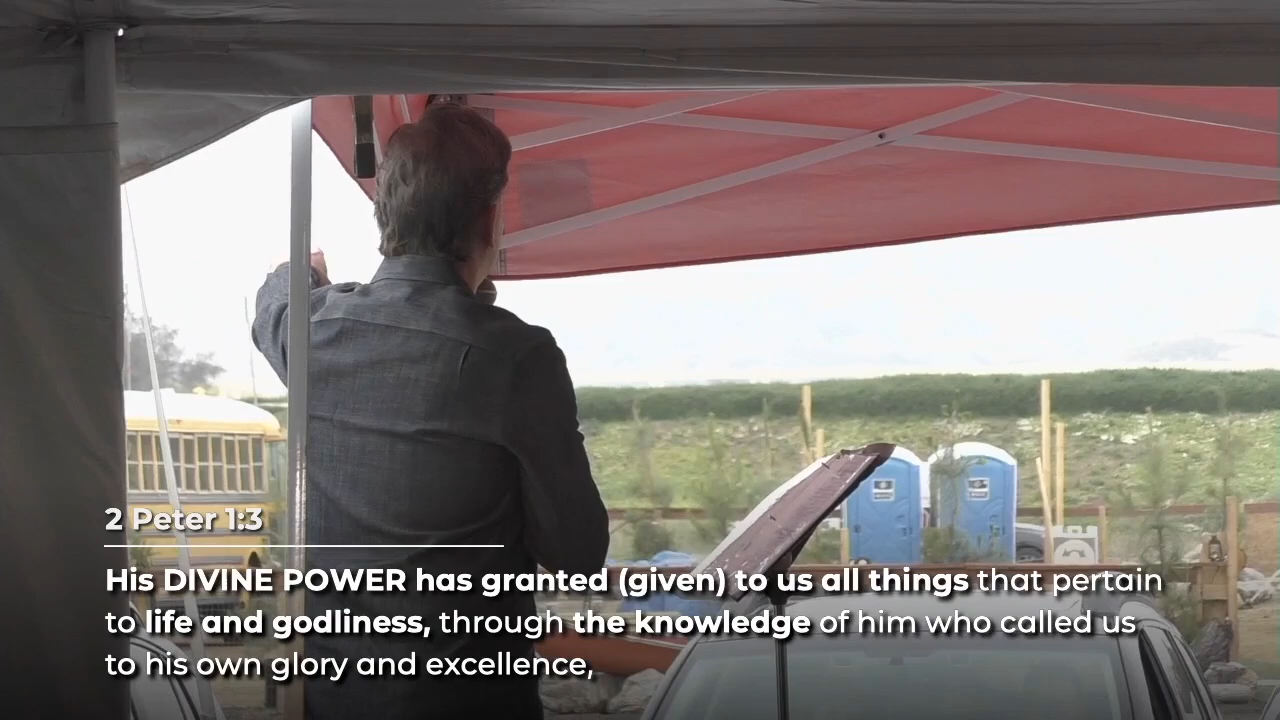 2 Peter 1:3
His DIVINE POWER has granted (given) to us all things that pertain
to life and godliness, through the knowledge of him who called us
to his own glory and excellence,